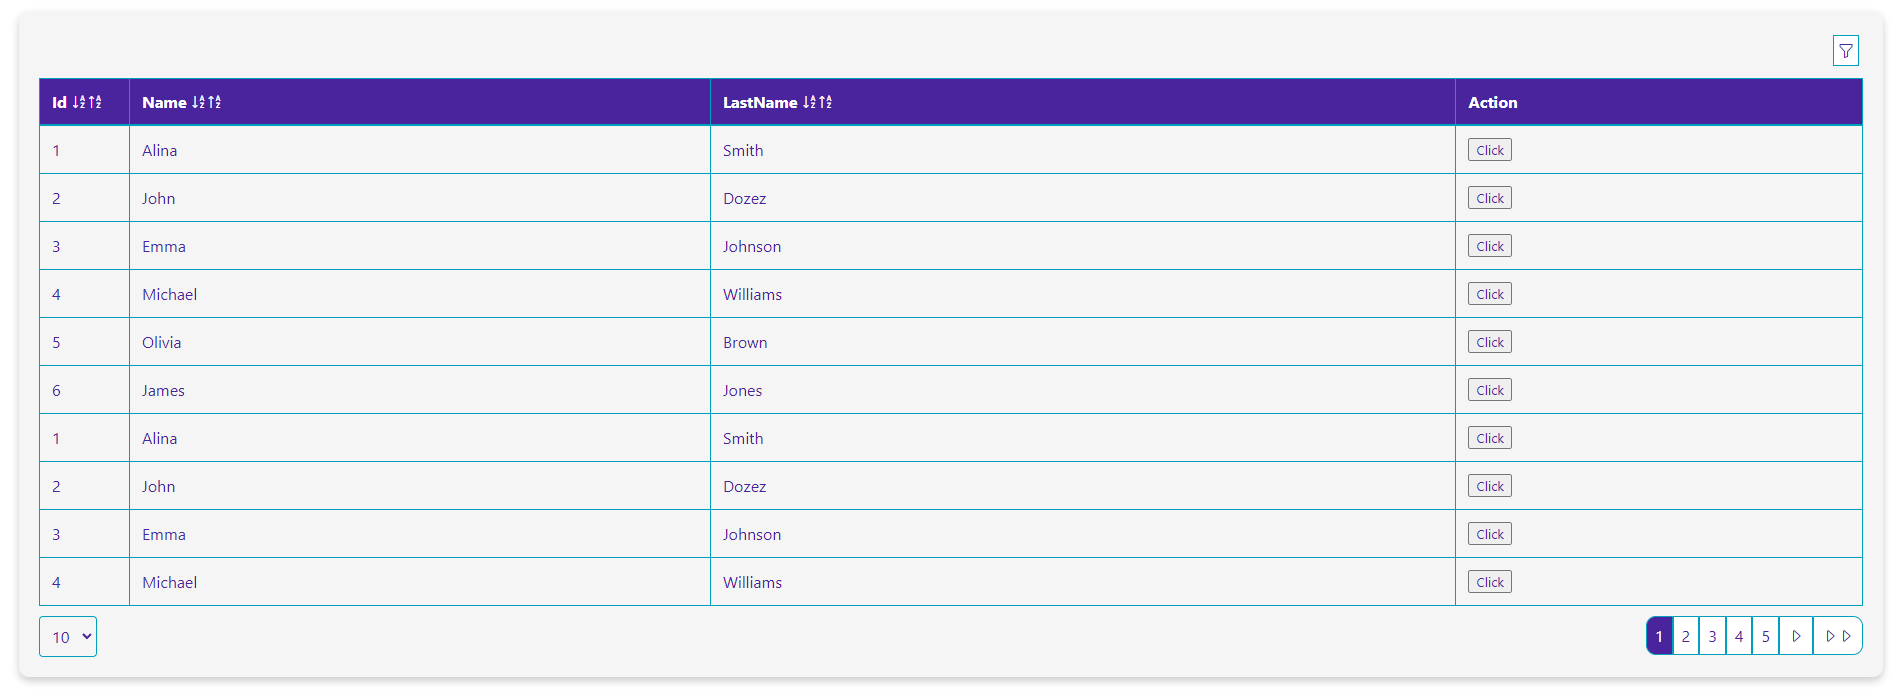 Id Name LastName Action
1 Alina Smith Click
2 John Dozez Click
3 Emma Johnson Click
4 Michael Williams Click
5 Olivia Brown Click
6 James Jones Click
1 Alina Smith Click
2 John Dozez Click
3 Emma Johnson Click
4 Michael Williams Click
10 1 2 3 4 5